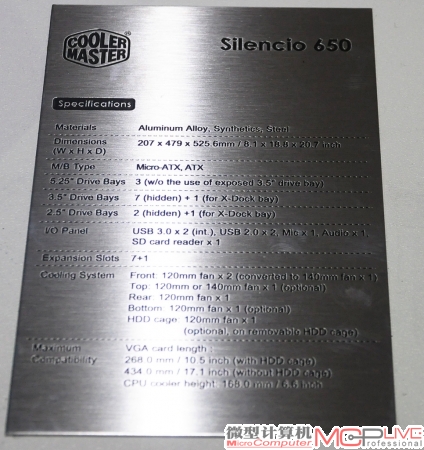 COOLER
MASTER
®
Silencio 650
Specifications
Materials Aluminum Alloy, Synthetics, Steel
Dimensions 207 x 479 x 525.6mm / 8.1 x 18.8 x 20.7 inch
(W x H x D)
M/B Type Micro-ATX, ATX
5.25" Drive Bays 3 (w/o the use of exposed 3.5" drive bay)
3.5" Drive Bays 7 (hidden) + 1 (for X-Dock bay)
2.5" Drive Bays 2 (hidden) +1 (for X-Dock bay)
I/O Panel USB 3.0 x 2 (int.), USB 2.0 x 2, Mic x 1, Audio x 1,
SD card reader x 1
Expansion Slots 7+1
Cooling System Front: 120mm fan x 2 (converted to 140mm fan x 1)
Top: 120mm or 140mm fan x 1 (optional)
Rear: 120mm fan x 1
Bottom: 120mm fan x 1 (optional)
HDD cage: 120mm fan x 1
(optional, on removable HDD cage)
Maximum VGA card length :
Compatibility 268.0 mm / 10.5 inch (with HDD cage)
434.0 mm / 17.1 inch (without HDD cage)
CPU cooler height: 168.0 mm / 6.6 inch
微型计算机 MCPLive
MicroComputer Professional